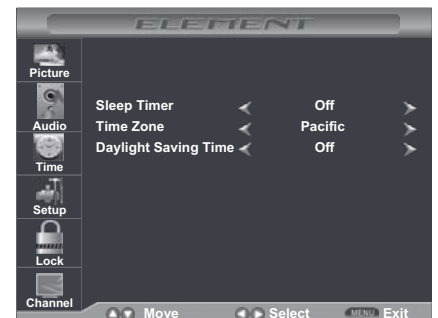 ELEMENT
Picture
Audio
Time
Setup
Lock
Channel
Sleep Timer Off
Time Zone Pacific
Daylight Saving Time Off
Move Select MENU Exit